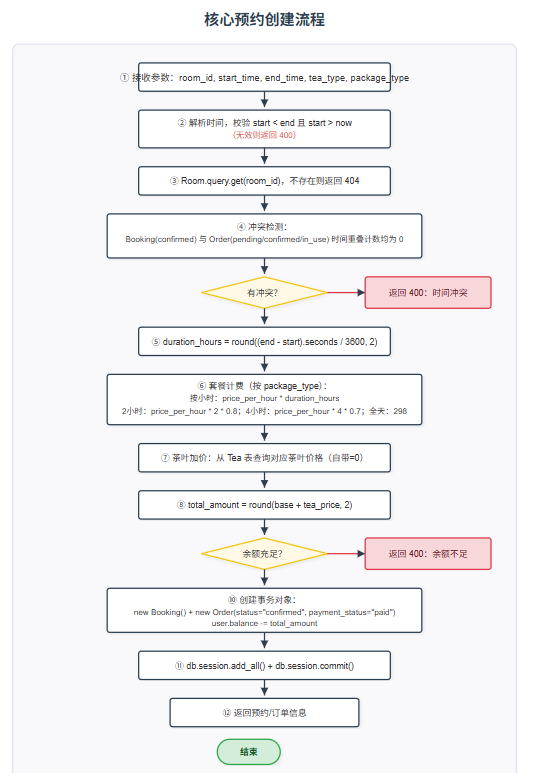 核心预约创建流程
① 接收参数：room_id, start_time, end_time, tea_type, package_type
② 解析时间，校验 start < end 且 start > now
（无效则返回 400）
③ Room.query.get(room_id)，不存在则返回 404
④ 冲突检测：
Booking(confirmed) 与 Order(pending/confirmed/in_use) 时间重叠计数均为 0
有冲突？
返回 400：时间冲突
⑤ duration_hours = round((end - start).seconds / 3600, 2)
⑥ 套餐计费（按 package_type）：
按小时：price_per_hour * duration_hours
2小时：price_per_hour * 2 * 0.8；4小时：price_per_hour * 4 * 0.7；全天：298
⑦ 茶叶加价：从 Tea 表查询对应茶叶价格（自带=0）
⑧ total_amount = round(base + tea_price, 2)
余额充足？
返回 400：余额不足
⑩ 创建事务对象：
new Booking() + new Order(status="confirmed", payment_status="paid")
user.balance -= total_amount
⑪ db.session.add_all() + db.session.commit()
⑫ 返回预约/订单信息
结束